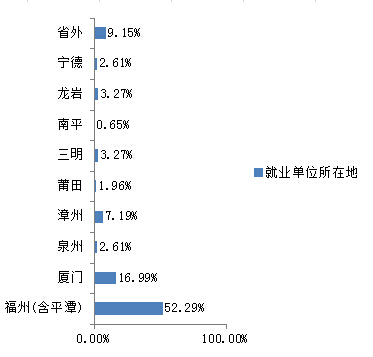 省外 9.15%
宁德 2.61%
龙岩 3.27%
南平 0.65%
三明 3.27%
莆田 1.96%
漳州 7.19%
泉州 2.61%
厦门 16.99%
福州(含平潭) 52.29%
0.00% 100.00%
就业单位所在地